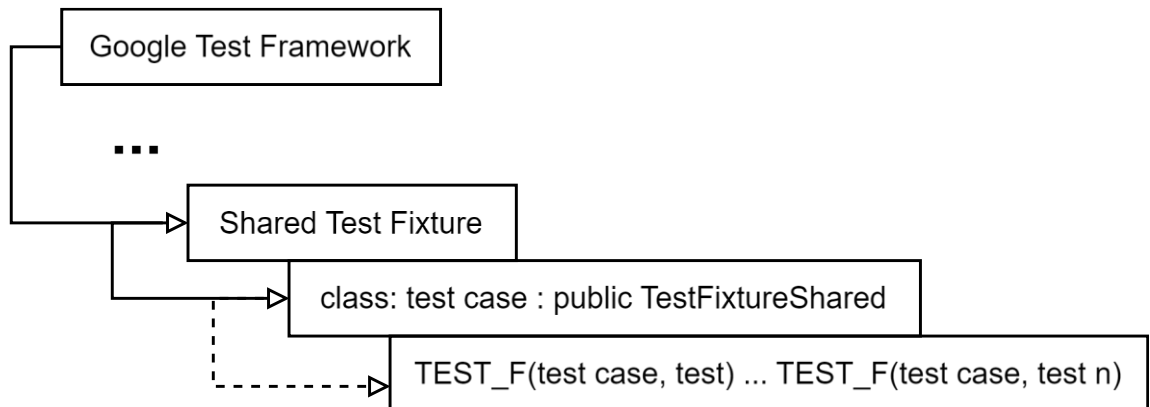 Google Test Framework
...
Shared Test Fixture
class: test case : public TestFixtureShared
TEST_F(test case, test) ... TEST_F(test case, test n)